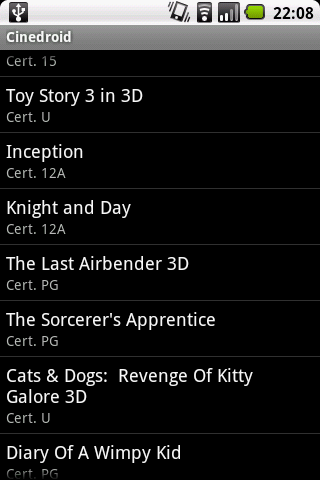 22:08
Cinedroid
Cert. 15
Toy Story 3 in 3D
Cert. U
Inception
Cert. 12A
Knight and Day
Cert. 12A
The Last Airbender 3D
Cert. PG
The Sorcerer's Apprentice
Cert. PG
Cats & Dogs:  Revenge Of Kitty
Galore 3D
Cert. U
Diary Of A Wimpy Kid
Cert. PG